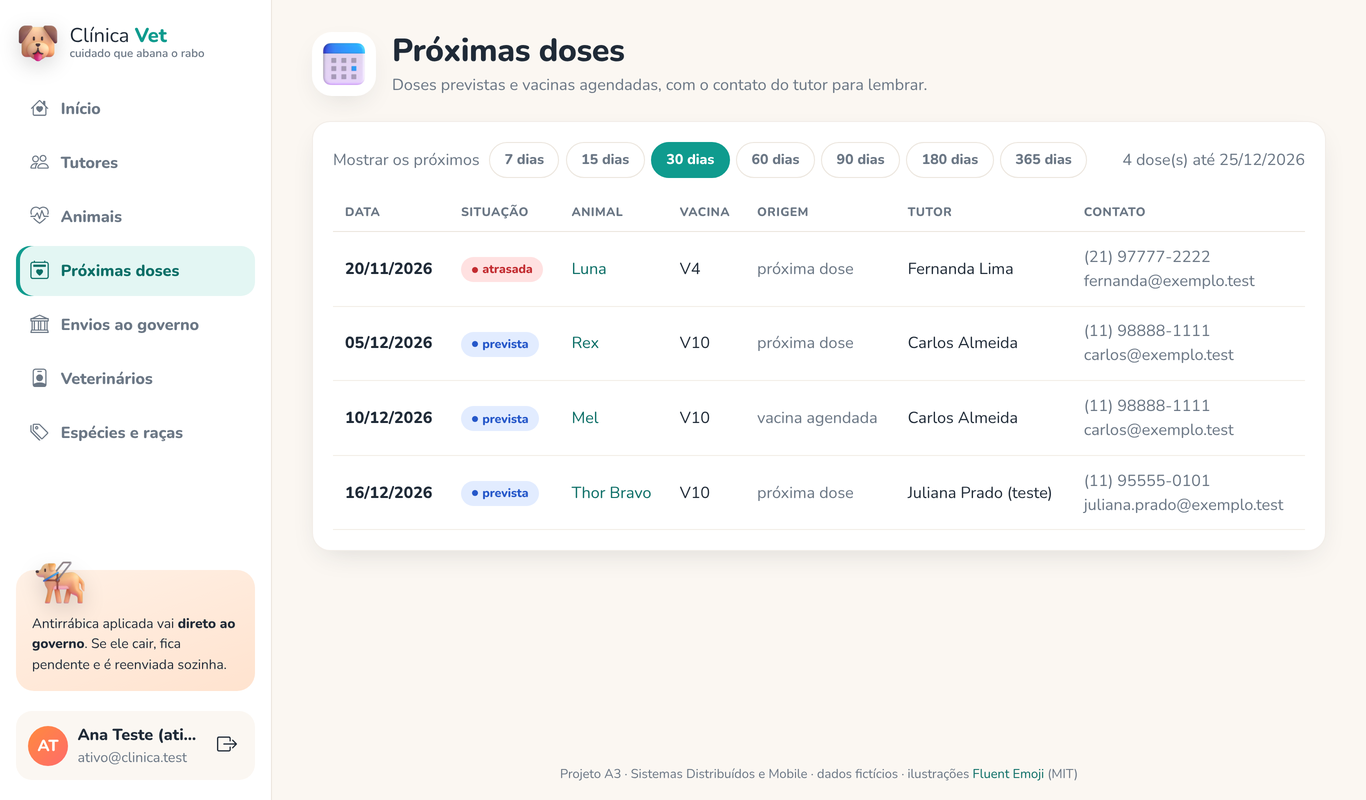 Clínica Vet
cuidado que abana o rabo
Início
Tutores
Animais
Próximas doses
Envios ao governo
Veterinários
Espécies e raças
Antirrábica aplicada vai direto ao
governo. Se ele cair, fica
pendente e é reenviada sozinha.
AT
Ana Teste (ati...
ativo@clinica.test
Próximas doses
Doses previstas e vacinas agendadas, com o contato do tutor para lembrar.
Mostrar os próximos 7 dias 15 dias 30 dias 60 dias 90 dias 180 dias 365 dias 4 dose(s) até 25/12/2026
DATA SITUAÇÃO ANIMAL VACINA ORIGEM TUTOR CONTATO
20/11/2026 atrasada Luna V4 próxima dose Fernanda Lima (21) 97777-2222
fernanda@exemplo.test
05/12/2026 prevista Rex V10 próxima dose Carlos Almeida (11) 98888-1111
carlos@exemplo.test
10/12/2026 prevista Mel V10 vacina agendada Carlos Almeida (11) 98888-1111
carlos@exemplo.test
16/12/2026 prevista Thor Bravo V10 próxima dose Juliana Prado (teste) (11) 95555-0101
juliana.prado@exemplo.test
Projeto A3 · Sistemas Distribuídos e Mobile · dados fictícios · ilustrações Fluent Emoji (MIT)